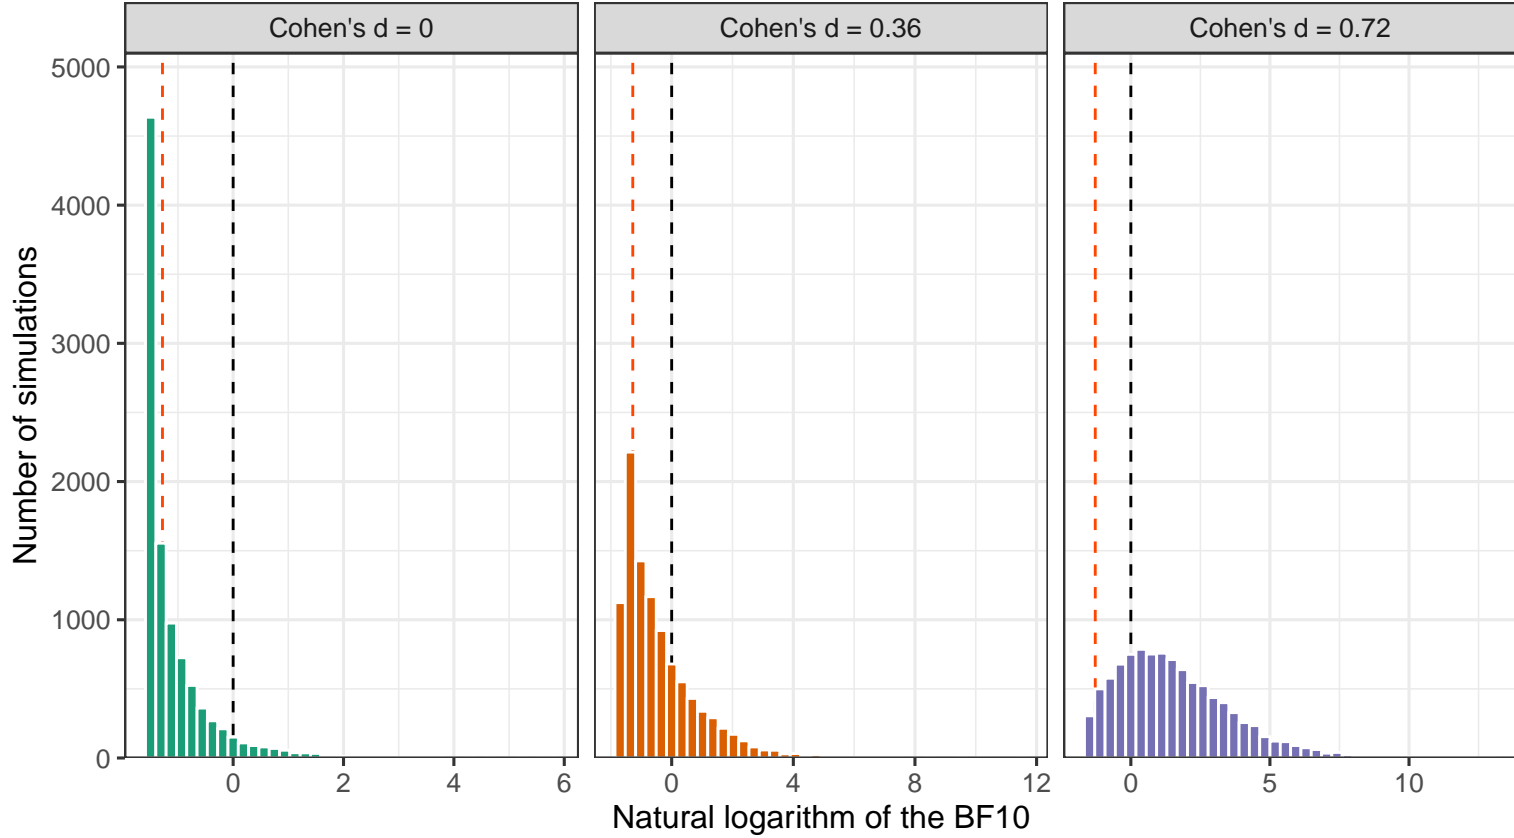 Cohen's d = 0
Cohen's d = 0.36
Cohen's d = 0.72
Number of simulations
5000
4000
3000
2000
1000
0
0 2 4 6
0 4 8 12
0 5 10
Natural logarithm of the BF10